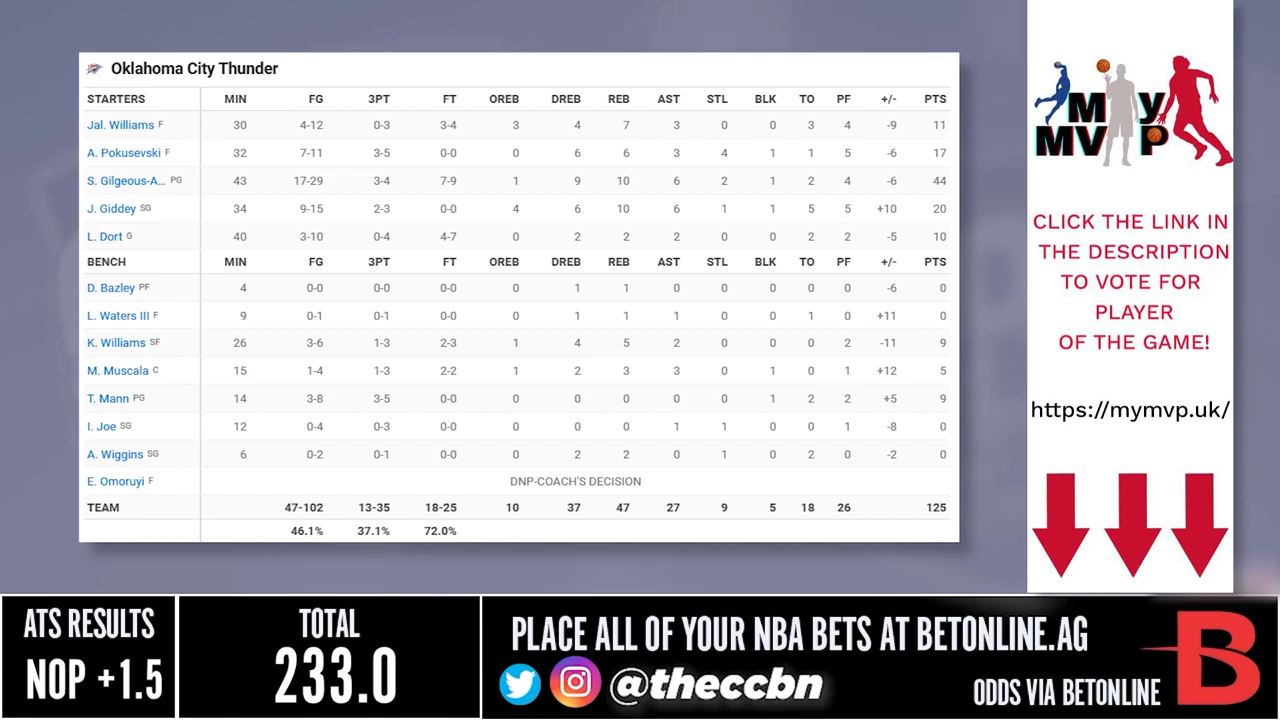 Oklahoma City Thunder
STARTERS MIN FG 3PT FT OREB DREB REB AST STL BLK TO PF +/- PTS
Jal. Williams F 30 4-12 0-3 3-4 3 4 7 3 0 0 3 4 -9 11
A. Pokusevski F 32 7-11 3-5 0-0 0 6 6 3 4 1 1 5 -6 17
S. Gilgeous-A... PG 43 17-29 3-4 7-9 1 9 10 6 2 1 2 4 -6 44
J. Giddey SG 34 9-15 2-3 0-0 4 6 10 6 1 1 5 5 +10 20
L. Dort G 40 3-10 0-4 4-7 0 2 2 2 0 0 2 2 -5 10
BENCH MIN FG 3PT FT OREB DREB REB AST STL BLK TO PF +/- PTS
D. Bazley PF 4 0-0 0-0 0-0 0 1 1 0 0 0 0 0 -6 0
L. Waters III F 9 0-1 0-1 0-0 0 1 1 1 0 0 1 0 +11 0
K. Williams SF 26 3-6 1-3 2-3 1 4 5 2 0 0 0 2 -11 9
M. Muscala C 15 1-4 1-3 2-2 1 2 3 3 0 1 0 1 +12 5
T. Mann PG 14 3-8 3-5 0-0 0 0 0 0 0 1 2 2 +5 9
I. Joe SG 12 0-4 0-3 0-0 0 0 0 1 1 0 0 1 -8 0
A. Wiggins SG 6 0-2 0-1 0-0 0 2 2 0 1 0 2 0 -2 0
E. Omoruyi F DNP-COACH'S DECISION
TEAM 47-102 13-35 18-25 10 37 47 27 9 5 18 26 125
46.1% 37.1% 72.0%
My
MVP
CLICK THE LINK IN
THE DESCRIPTION
TO VOTE FOR
PLAYER
OF THE GAME!
https://mymvp.uk/
ATS RESULTS
NOP +1.5
TOTAL
233.0
PLACE ALL OF YOUR NBA BETS AT BETONLINE.AG
@theccbn
ODDS VIA BETONLINE
B